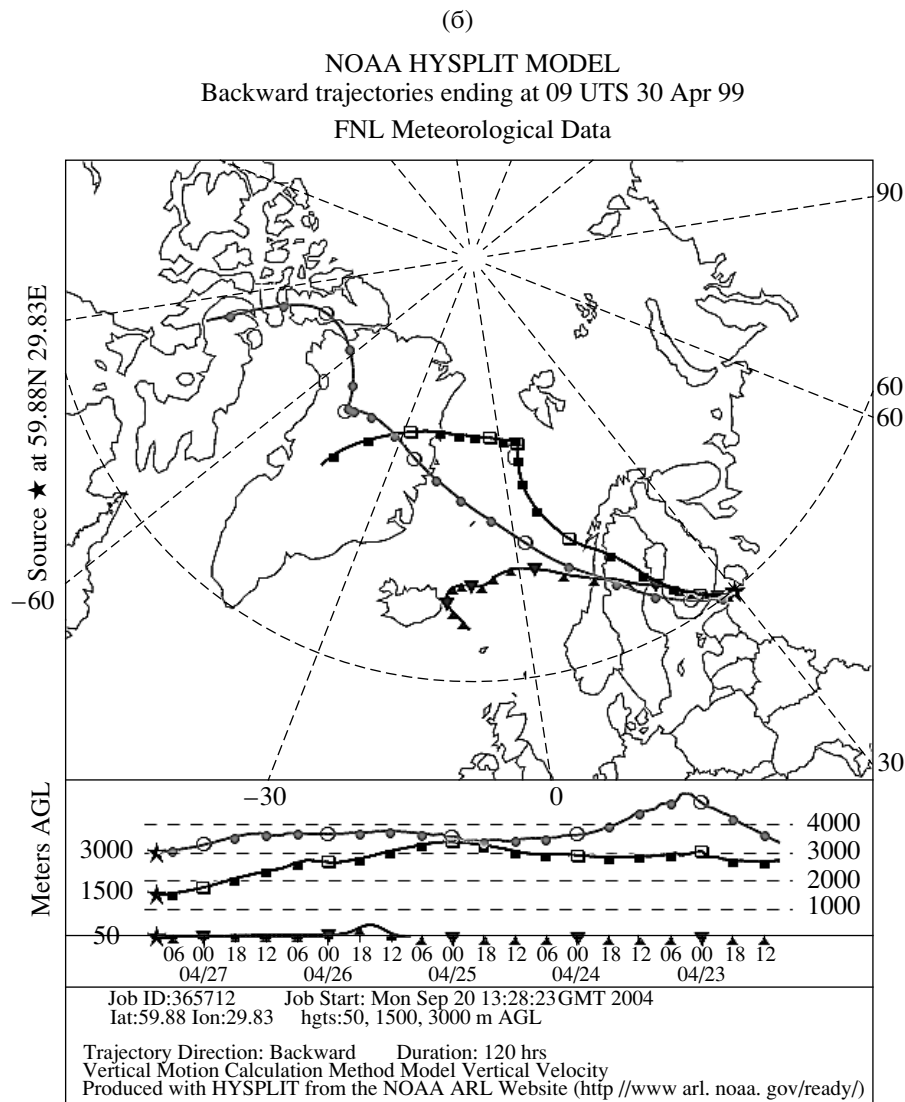 (б)
NOAA HYSPLIT MODEL
Backward trajectories ending at 09 UTS 30 Apr 99
FNL Meteorological Data
90
60
60
Source ★ at 59.88N 29.83E
−60
30
−30 0
Meters AGL
4000
3000 3000
2000
1500
1000
50
06 00 18 12 06 00 18 12 06 00 18 12 06 00 18 12 06 00 18 12
04/27 04/26 04/25 04/24 04/23
Job ID:365712 Job Start: Mon Sep 20 13:28:23 GMT 2004
Iat:59.88 Ion:29.83 hgts:50, 1500, 3000 m AGL
Trajectory Direction: Backward Duration: 120 hrs
Vertical Motion Calculation Method Model Vertical Velocity
Produced with HYSPLIT from the NOAA ARL Website (http //www arl. noaa. gov/ready/)